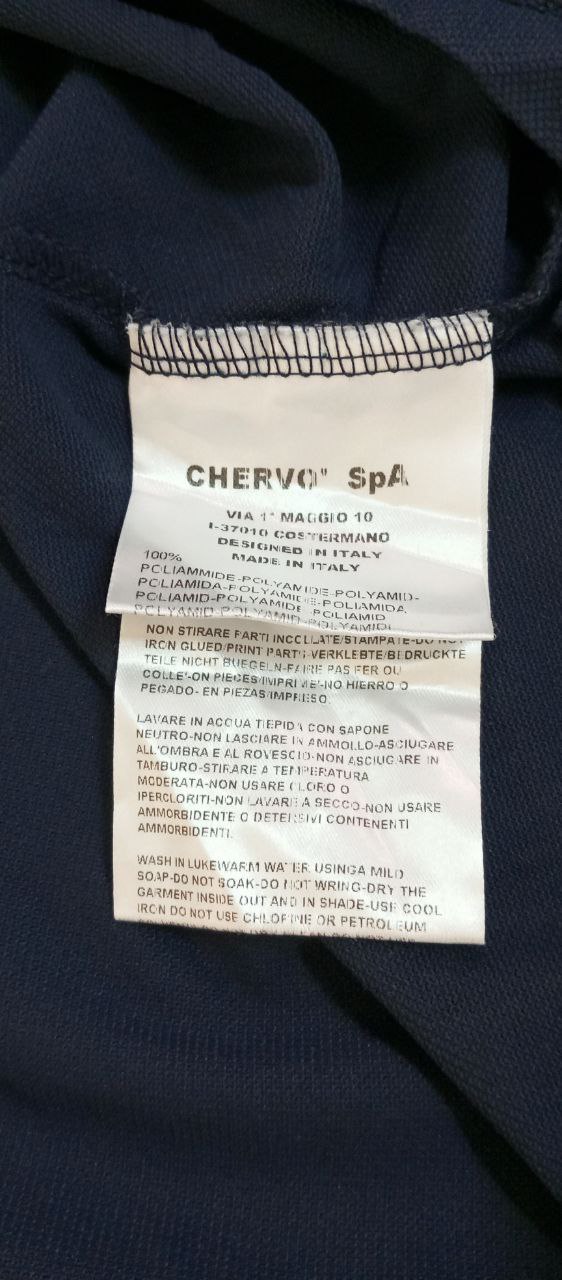 CHERVO' SpA
VIA 1° MAGGIO 10
I-37010 COSTERMANO
DESIGNED IN ITALY
MADE IN ITALY
100%
POLIAMMIDE-POLYAMIDE-POLYAMID-
POLIAMIDA-POLYAMIDE-POLIAMIDA
POLIAMID-POLYAMIDE-POLIAMID
POLYAMID-POLYAMID-POLYAMIDE
NON STIRARE PARTI INCOLLATE/STAMPATE-DO NOT
IRON GLUED/PRINT PARTS-VERKLEBTE/BEDRUCKTE
TEILE NICHT BUEGELN-FAIRE PAS FER OU
COLLE'-ON PIECES IMPRIME'-NO HIERRO O
PEGADO- EN PIEZAS IMPRESO.
LAVARE IN ACQUA TIEPIDA CON SAPONE
NEUTRO-NON LASCIARE IN AMMOLLO-ASCIUGARE
ALL'OMBRA E AL ROVESCIO-NON ASCIUGARE IN
TAMBURO-STIRARE A TEMPERATURA
MODERATA-NON USARE CLORO O
IPERCLORITI-NON LAVARE A SECCO-NON USARE
AMMORBIDENTE O DETERSIVI CONTENENTI
AMMORBIDENTI.
WASH IN LUKEWARM WATER USINGA MILD
SOAP-DO NOT SOAK-DO NOT WRING-DRY THE
GARMENT INSIDE OUT AND IN SHADE-USE COOL
IRON DO NOT USE CHLORINE OR PETROLEUM